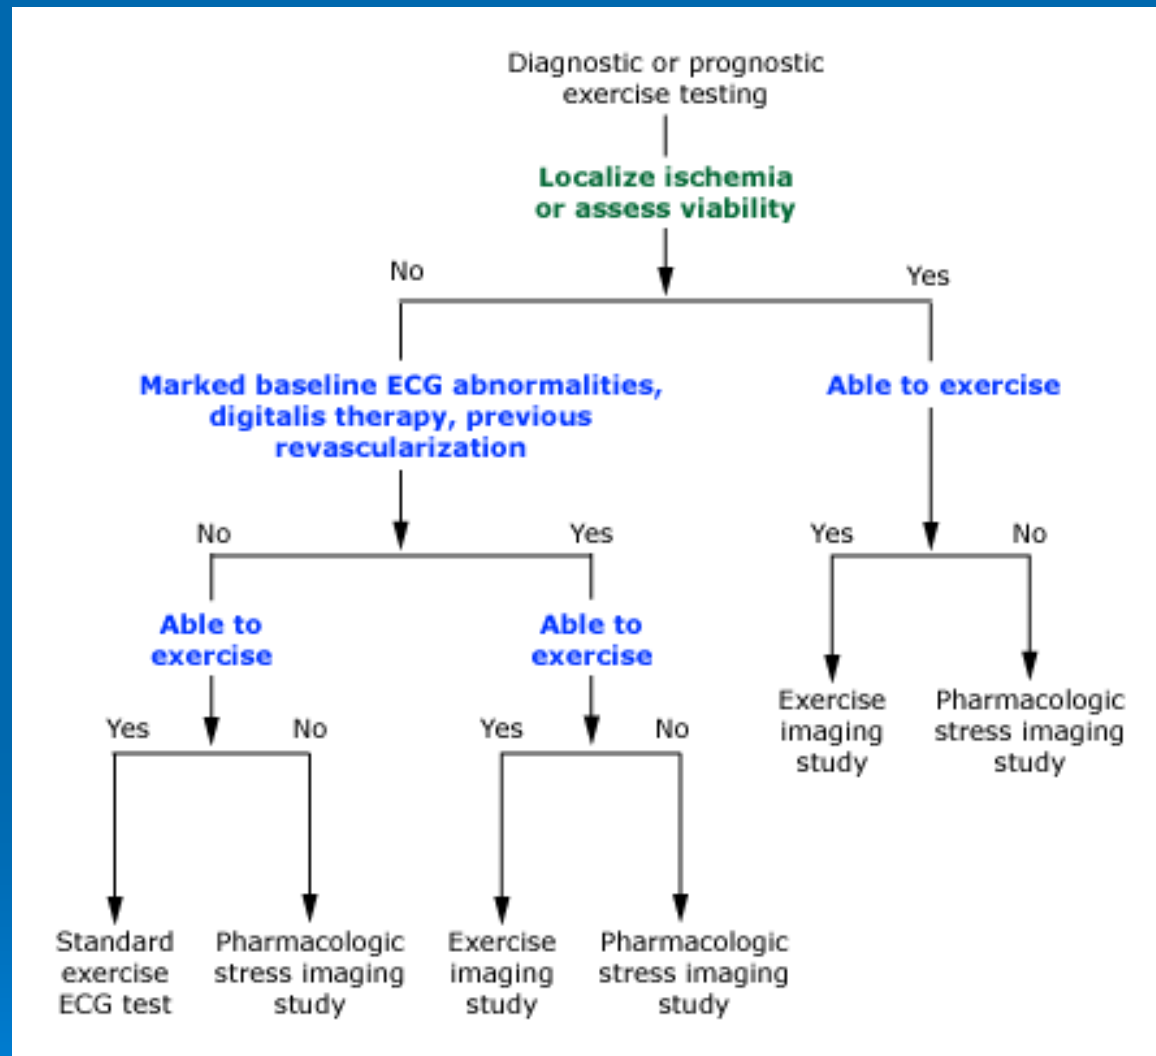 Diagnostic or prognostic
exercise testing
Localize ischemia
or assess viability
No
Yes
Marked baseline ECG abnormalities,
digitalis therapy, previous
revascularization
Able to exercise
No
Yes
Yes
No
Able to
exercise
Able to
exercise
Exercise
imaging
study
Pharmacologic
stress imaging
study
Yes
No
Yes
No
Standard
exercise
ECG test
Pharmacologic
stress imaging
study
Exercise
imaging
study
Pharmacologic
stress imaging
study